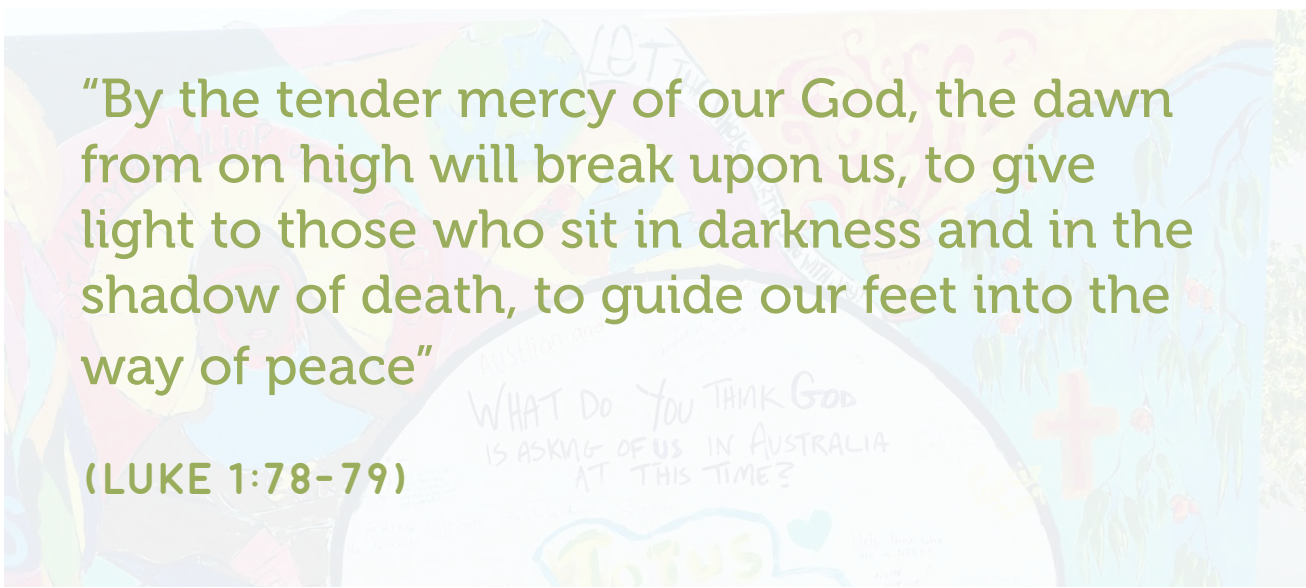 “By the tender mercy of our God, the dawn
from on high will break upon us, to give
light to those who sit in darkness and in the
shadow of death, to guide our feet into the
way of peace”
(LUKE 1:78-79)
LET
WHAT DO YOU THINK GOD
IS ASKING OF US IN AUSTRALIA
AT THIS TIME?
TOTUS